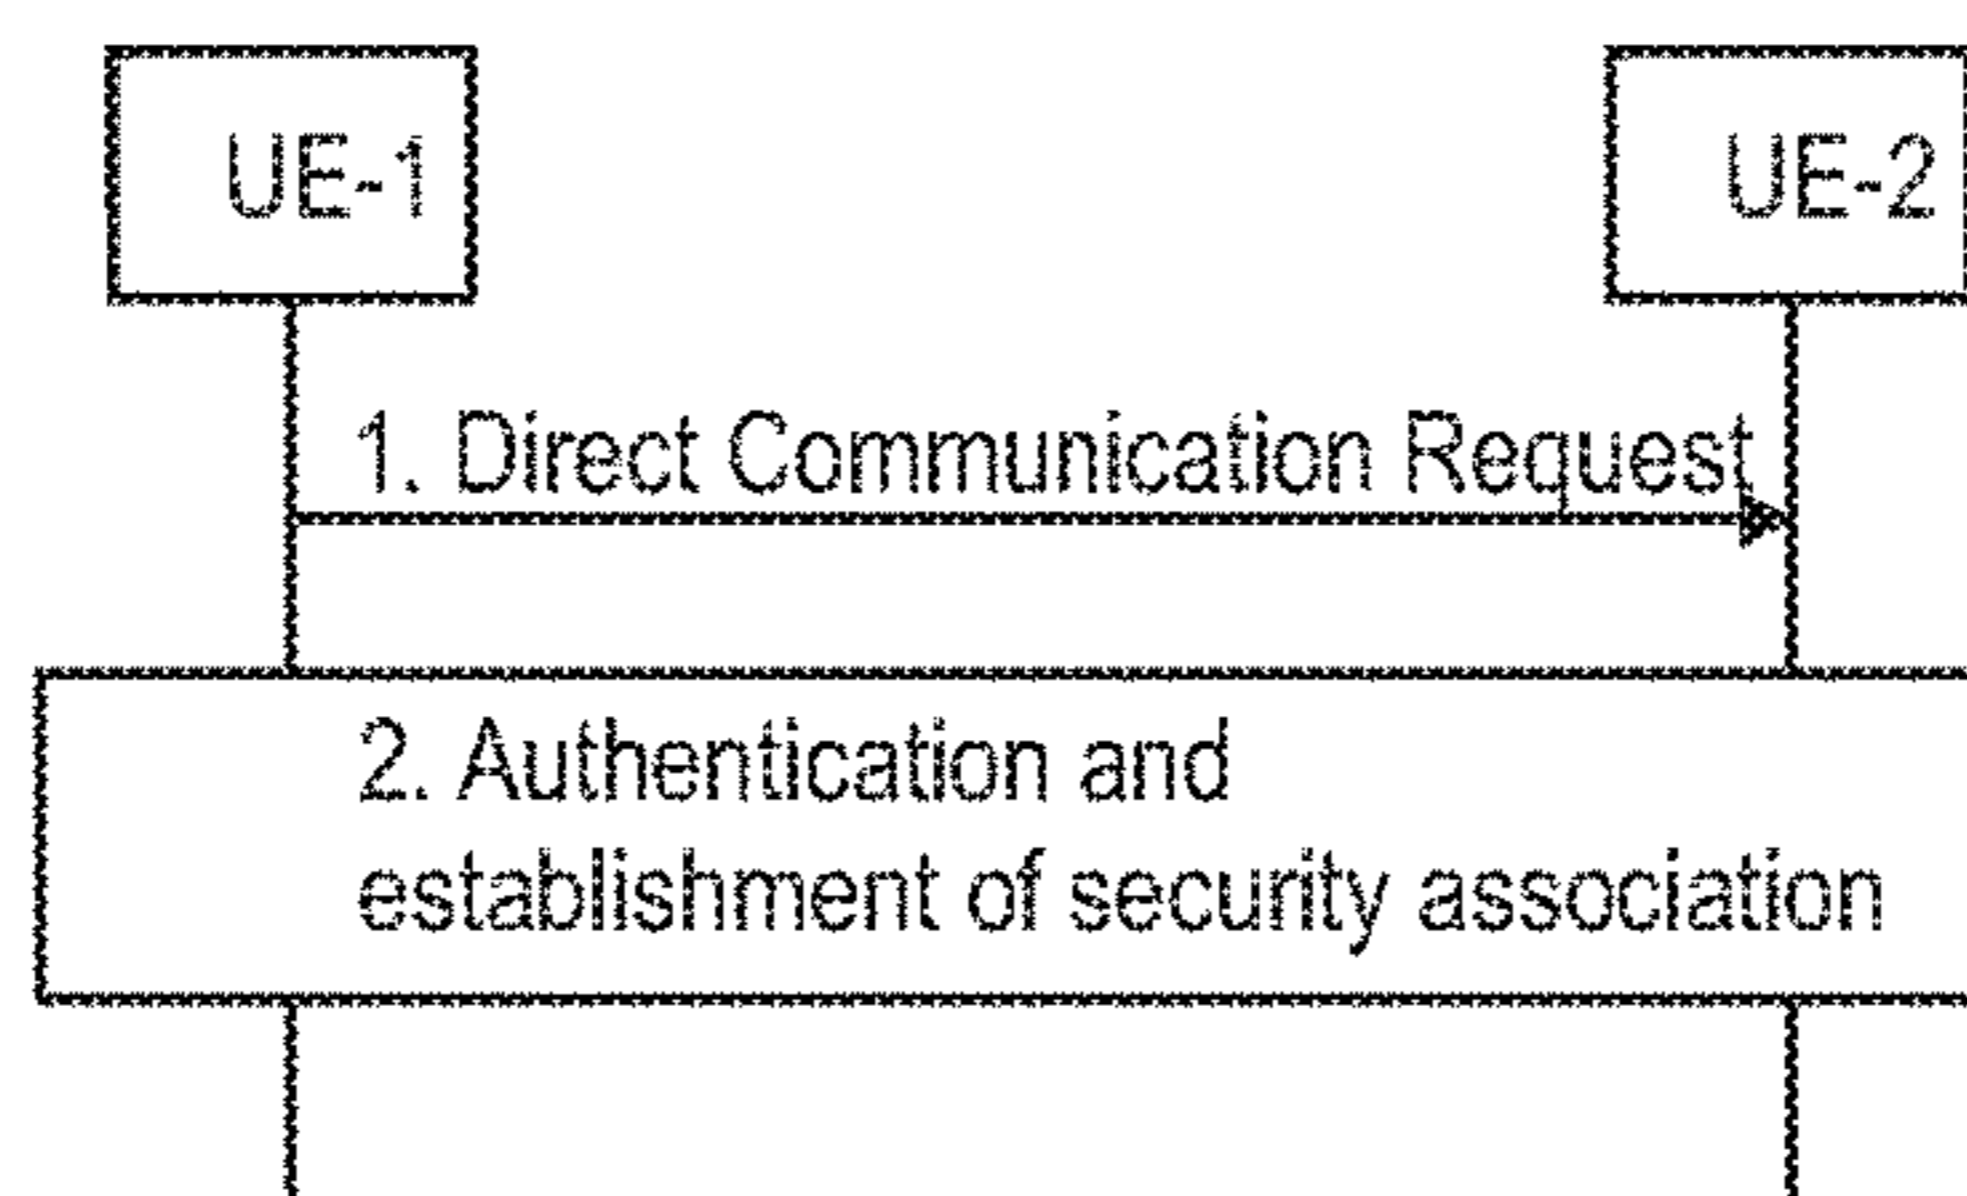 UE-1
UE-2
1. Direct Communication Request
2. Authentication and
establishment of security association